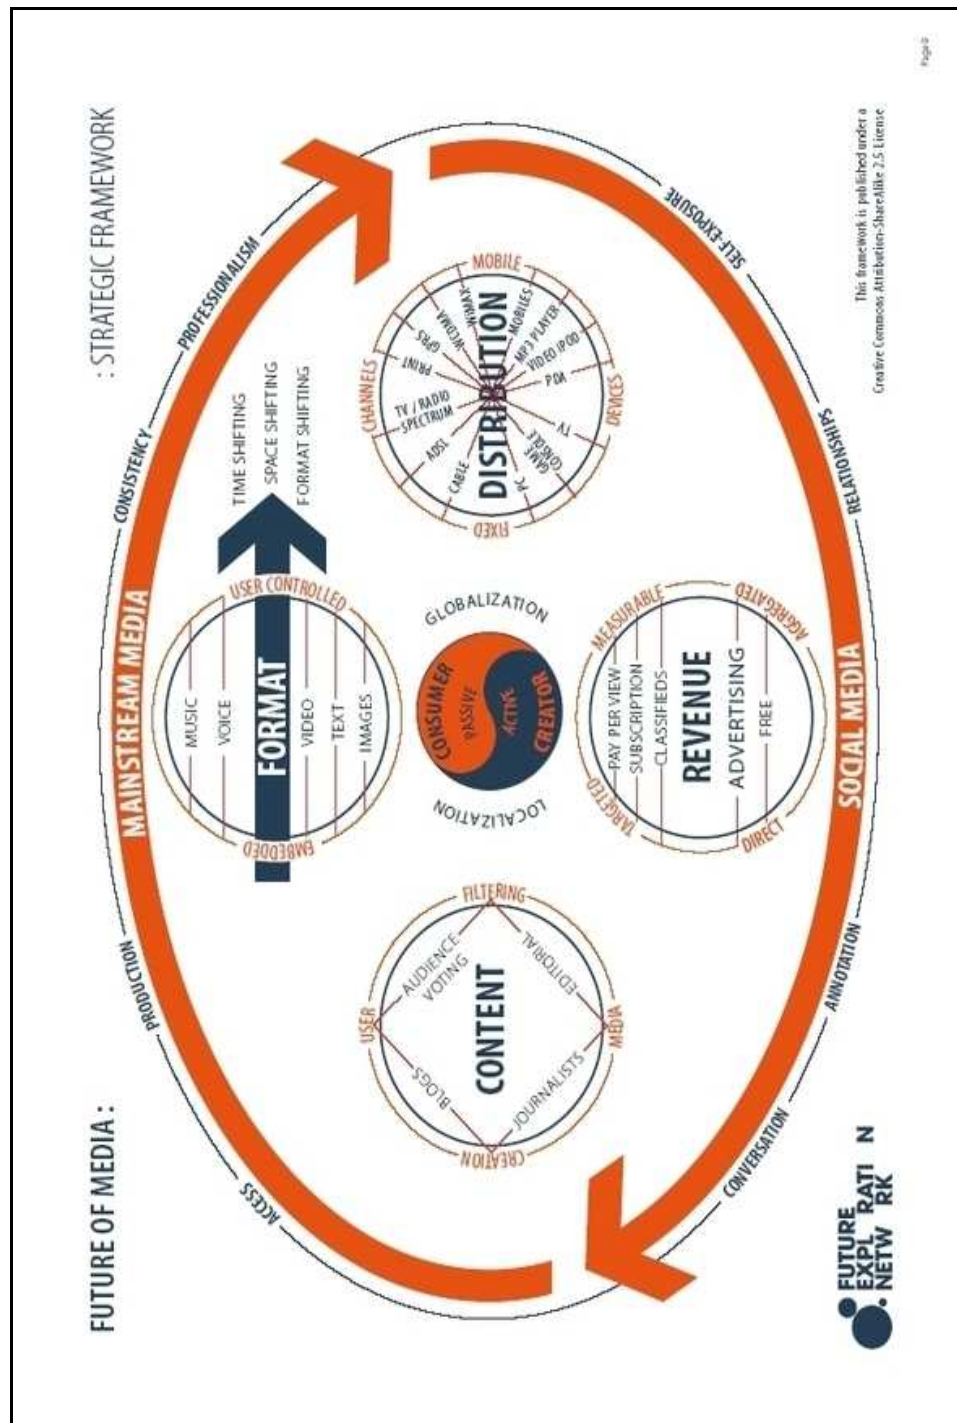 FUTURE OF MEDIA :
: STRATEGIC FRAMEWORK
MAINSTREAM MEDIA
ACCESS
PRODUCTION
CONSISTENCY
PROFESSIONALISM
FORMAT
EMBEDDED
USER CONTROLLED
MUSIC
VOICE
VIDEO
TEXT
IMAGES
TIME SHIFTING
SPACE SHIFTING
FORMAT SHIFTING
CONTENT
USER
FILTERING
CREATION
MEDIA
AUDIENCE
VOTING
BLOGS
EDITORIAL
JOURNALISTS
LOCALIZATION
GLOBALIZATION
CONSUMER
PASSIVE
ACTIVE
CREATOR
DISTRIBUTION
CHANNELS
MOBILE
FIXED
DEVICES
CABLE
ADSL
TV / RADIO
SPECTRUM
PRINT
GPRS
WEDMA
WIMAX
MOBILES
MP3 PLAYER
VIDEO IPOD
PDA
TV
GAME
CONSOLE
PC
REVENUE
TARGETED
MEASURABLE
DIRECT
AGGREGATED
PAY PER VIEW
SUBSCRIPTION
CLASSIFIEDS
ADVERTISING
FREE
SOCIAL MEDIA
CONVERSATION
ANNOTATION
RELATIONSHIPS
SELF-EXPOSURE
FUTURE
EXPL RATI N
NETW RK
This framework is published under a
Creative Commons Attribution-ShareAlike 2.5 License